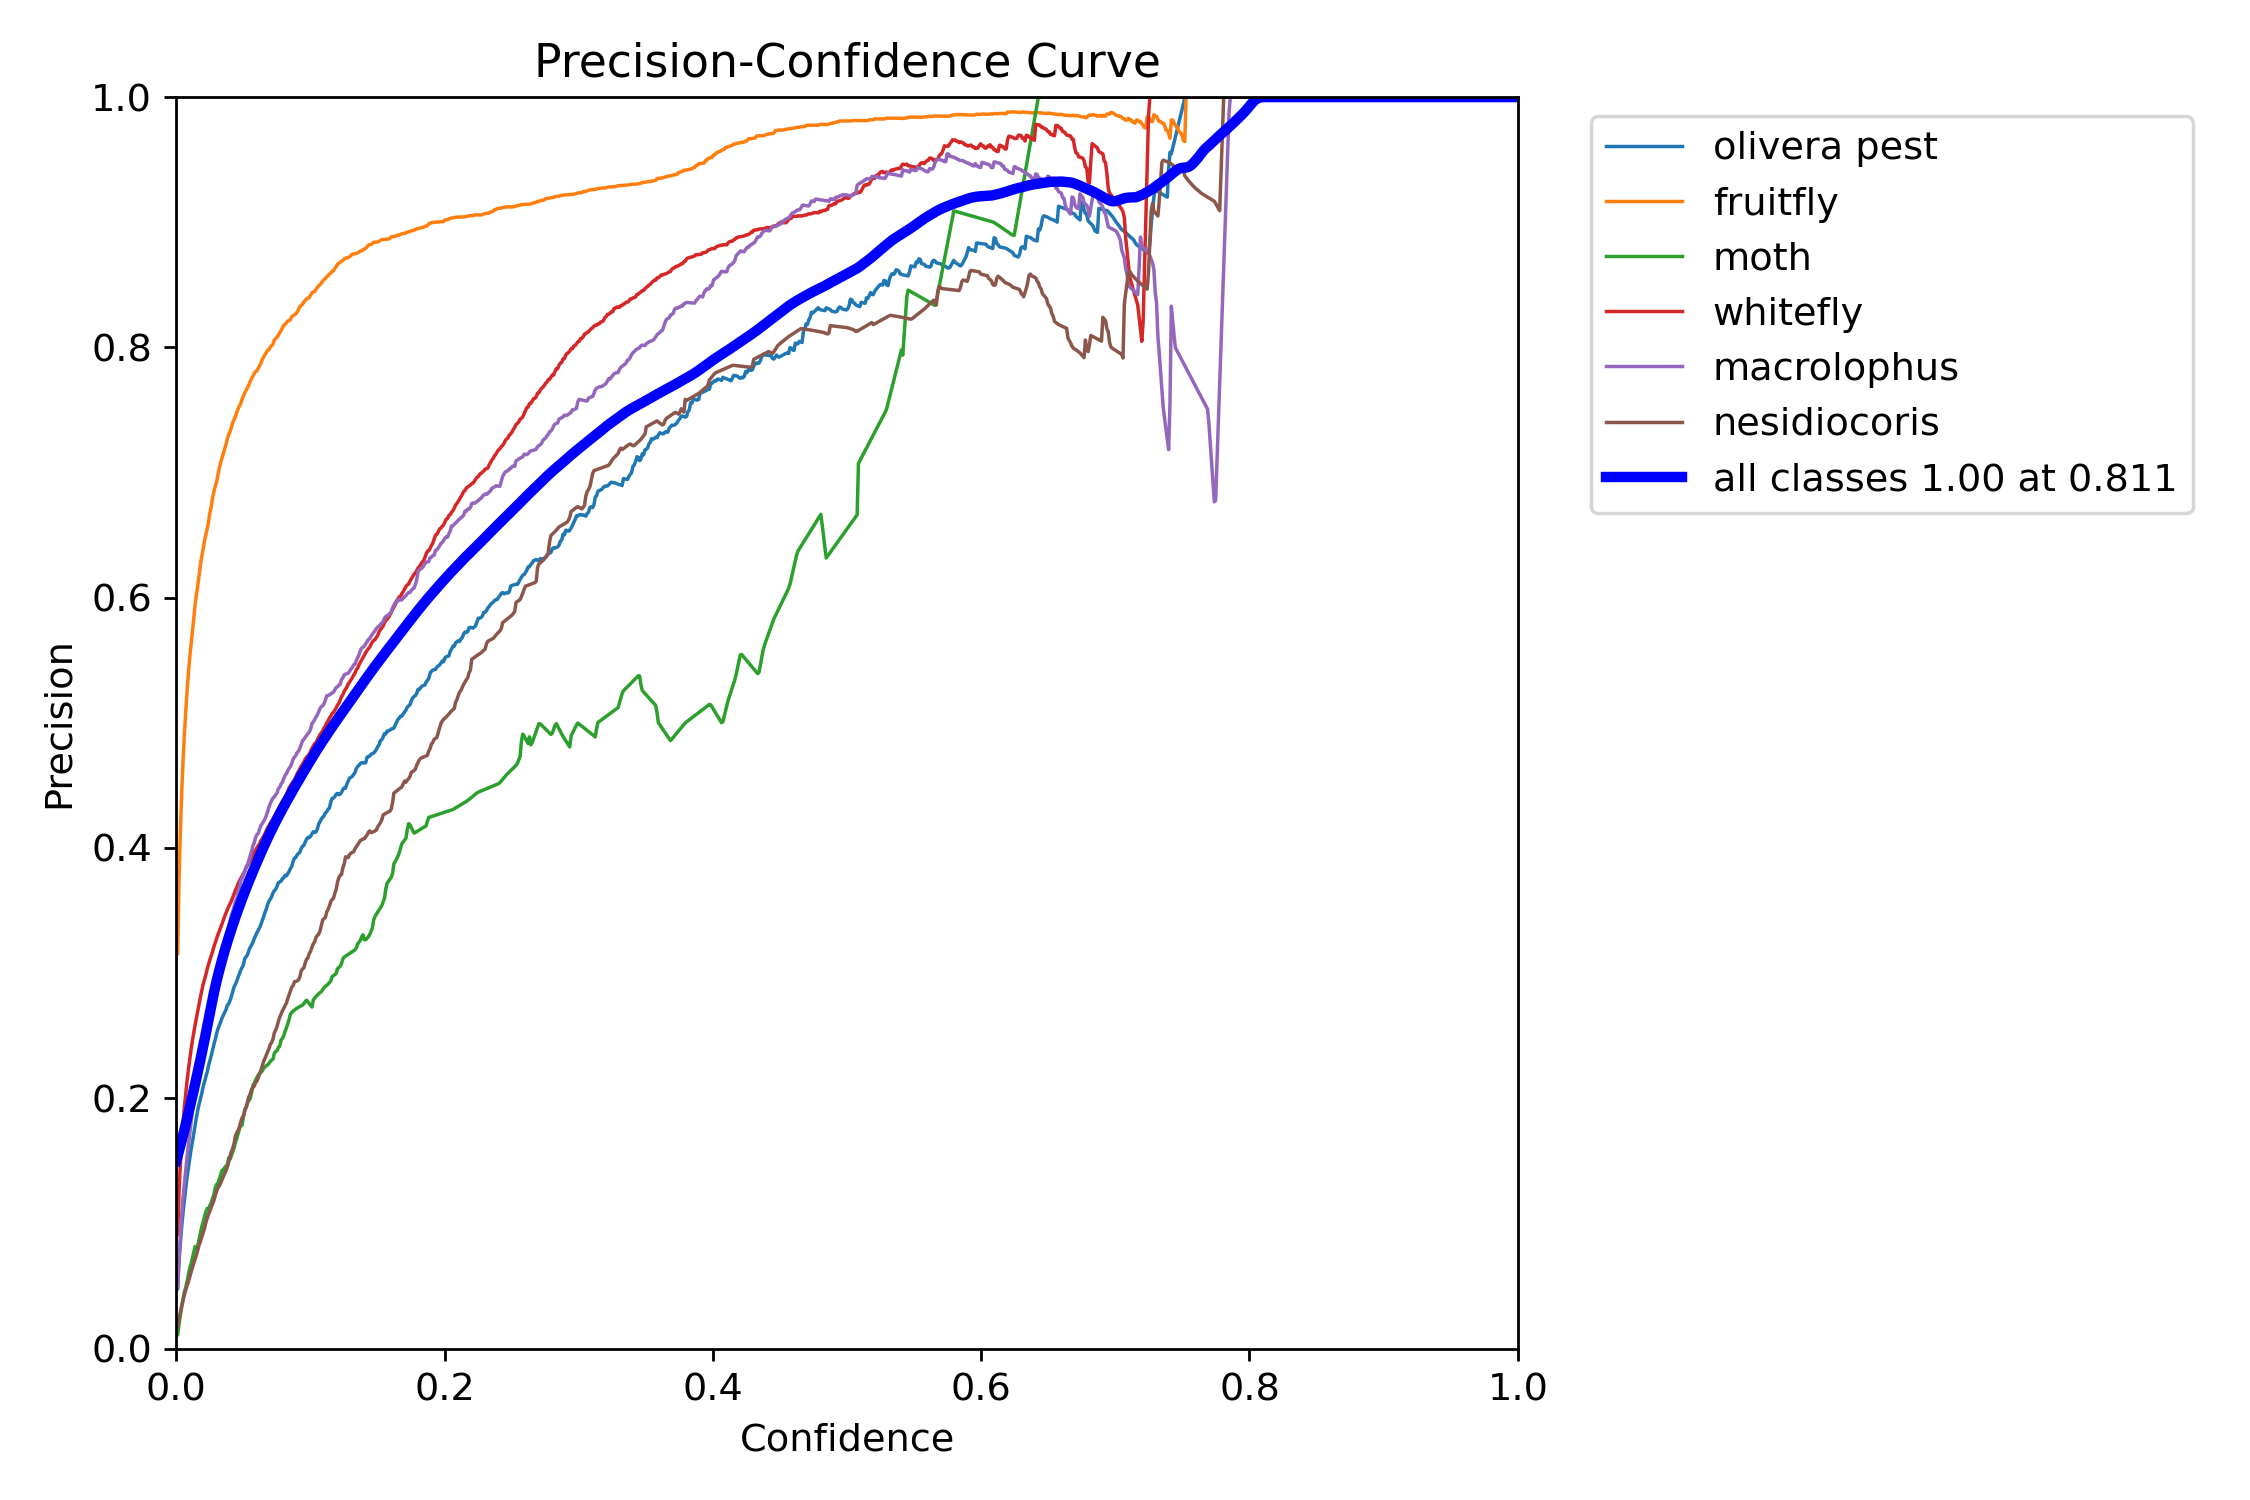 Precision-Confidence Curve
1.0
0.8
0.6
0.4
0.2
0.0
Precision
0.0 0.2 0.4 0.6 0.8 1.0
Confidence
olivera pest
fruitfly
moth
whitefly
macrolophus
nesidiocoris
all classes 1.00 at 0.811